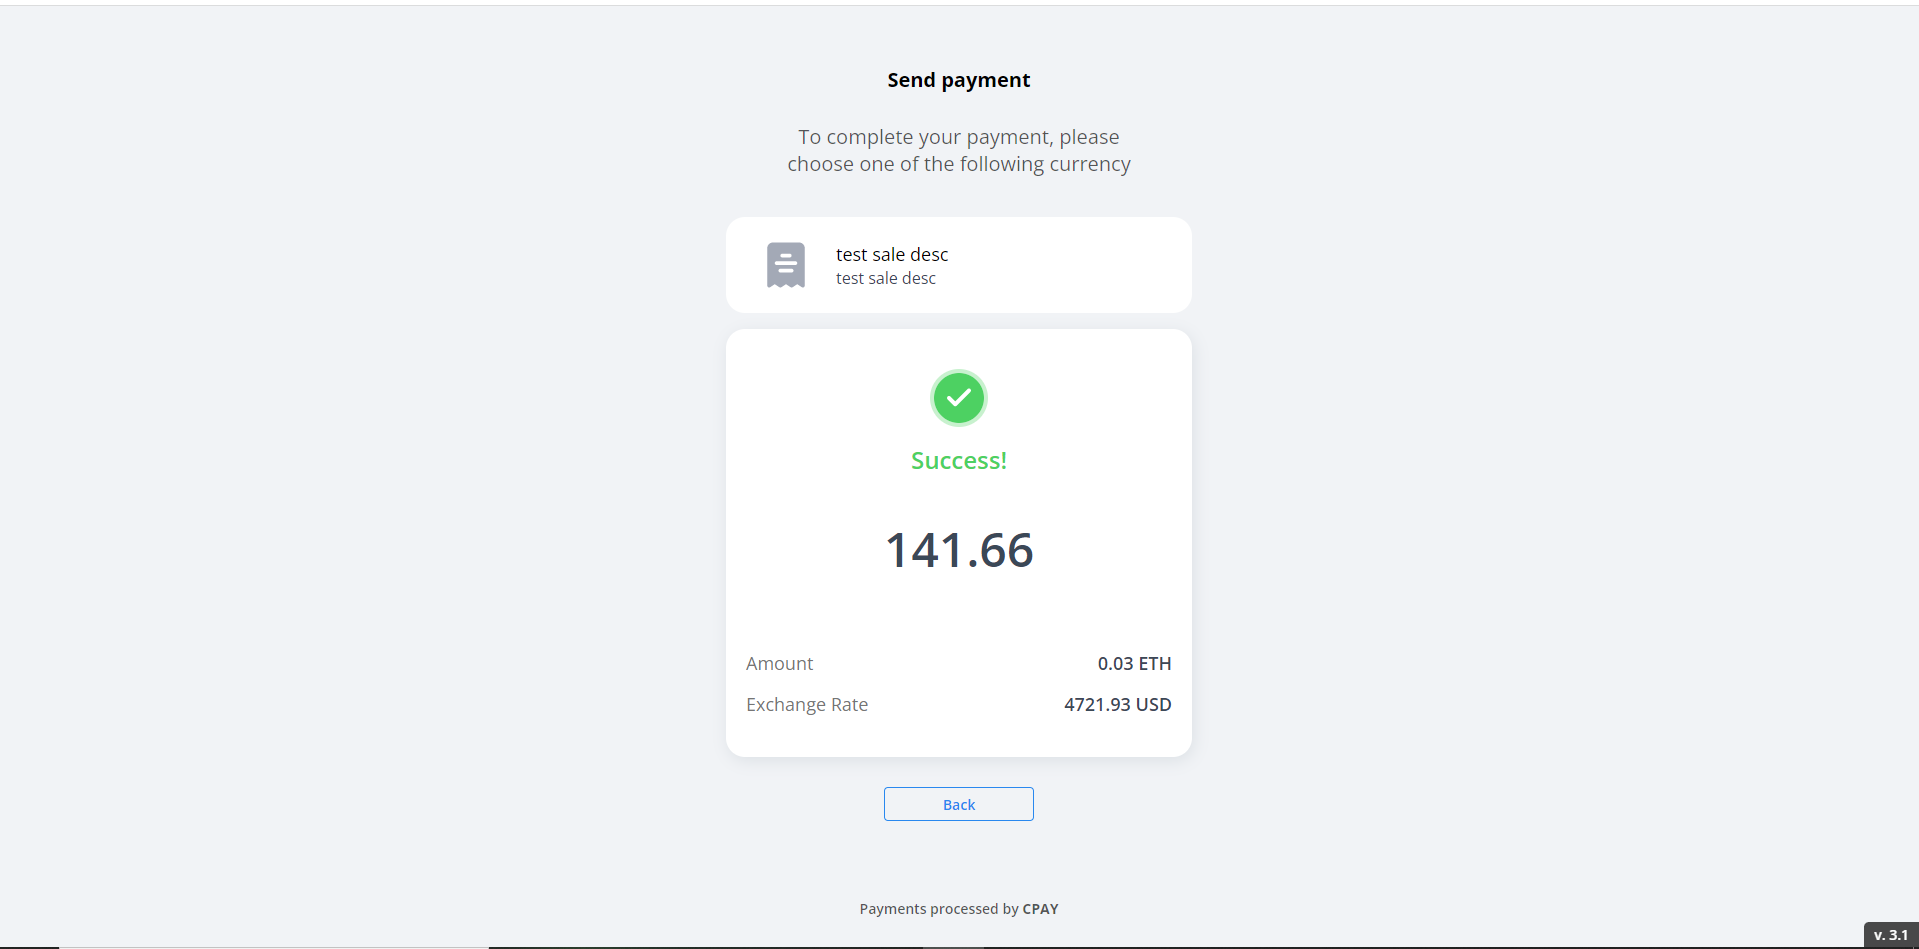 Send payment
To complete your payment, please
choose one of the following currency
test sale desc
test sale desc
Success!
141.66
Amount 0.03 ETH
Exchange Rate 4721.93 USD
Back
Payments processed by CPAY
v. 3.1